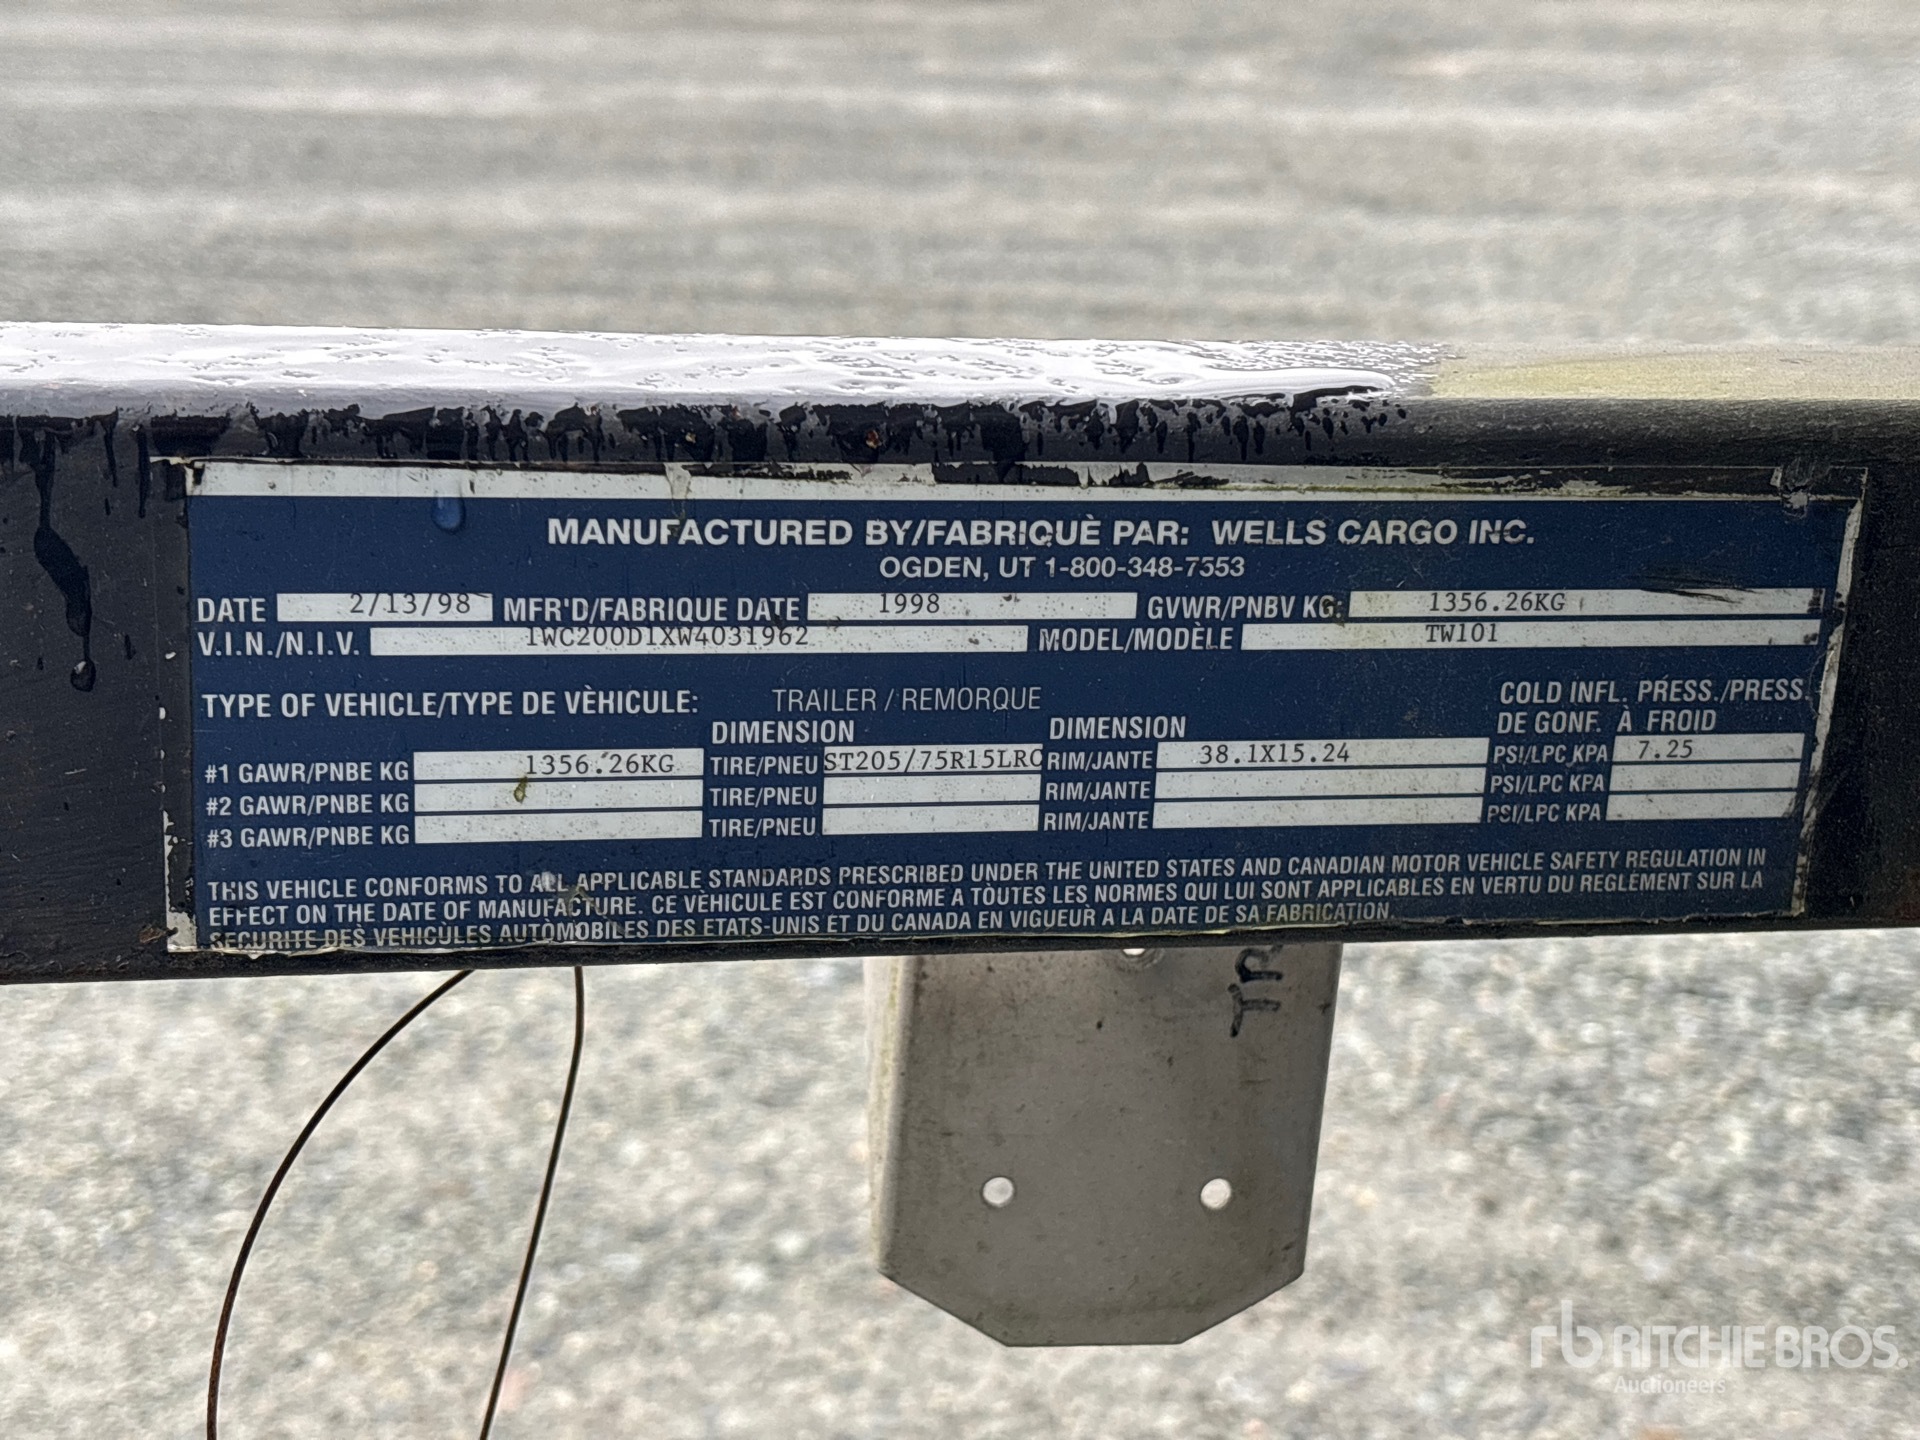 MANUFACTURED BY/FABRIQUÈ PAR: WELLS CARGO INC.
OGDEN, UT 1-800-348-7553
DATE 2/13/98 MFR'D/FABRIQUE DATE 1998 GVWR/PNBV KG: 1356.26KG
V.I.N./N.I.V. 1WC200D1XW4031962 MODEL/MODÈLE TW101
TYPE OF VEHICLE/TYPE DE VÈHICULE: TRAILER / REMORQUE
COLD INFL. PRESS./PRESS.
DE GONF. À FROID
DIMENSION DIMENSION
#1 GAWR/PNBE KG 1356.26KG TIRE/PNEU ST205/75R15LRC RIM/JANTE 38.1X15.24 PSI/LPC KPA 7.25
#2 GAWR/PNBE KG TIRE/PNEU RIM/JANTE PSI/LPC KPA
#3 GAWR/PNBE KG TIRE/PNEU RIM/JANTE PSI/LPC KPA
THIS VEHICLE CONFORMS TO ALL APPLICABLE STANDARDS PRESCRIBED UNDER THE UNITED STATES AND CANADIAN MOTOR VEHICLE SAFETY REGULATION IN
EFFECT ON THE DATE OF MANUFACTURE. CE VÈHICULE EST CONFORME A TÒUTES LES NORMES QUI LUI SONT APPLICABLES EN VERTU DU REGLEMENT SUR LA
SECURITE DES VEHICULES AUTOMOBILES DES ETATS-UNIS ET DU CANADA EN VIGUEUR A LA DATE DE SA FABRICATION.
rb RITCHIE BROS.
Auctioneers